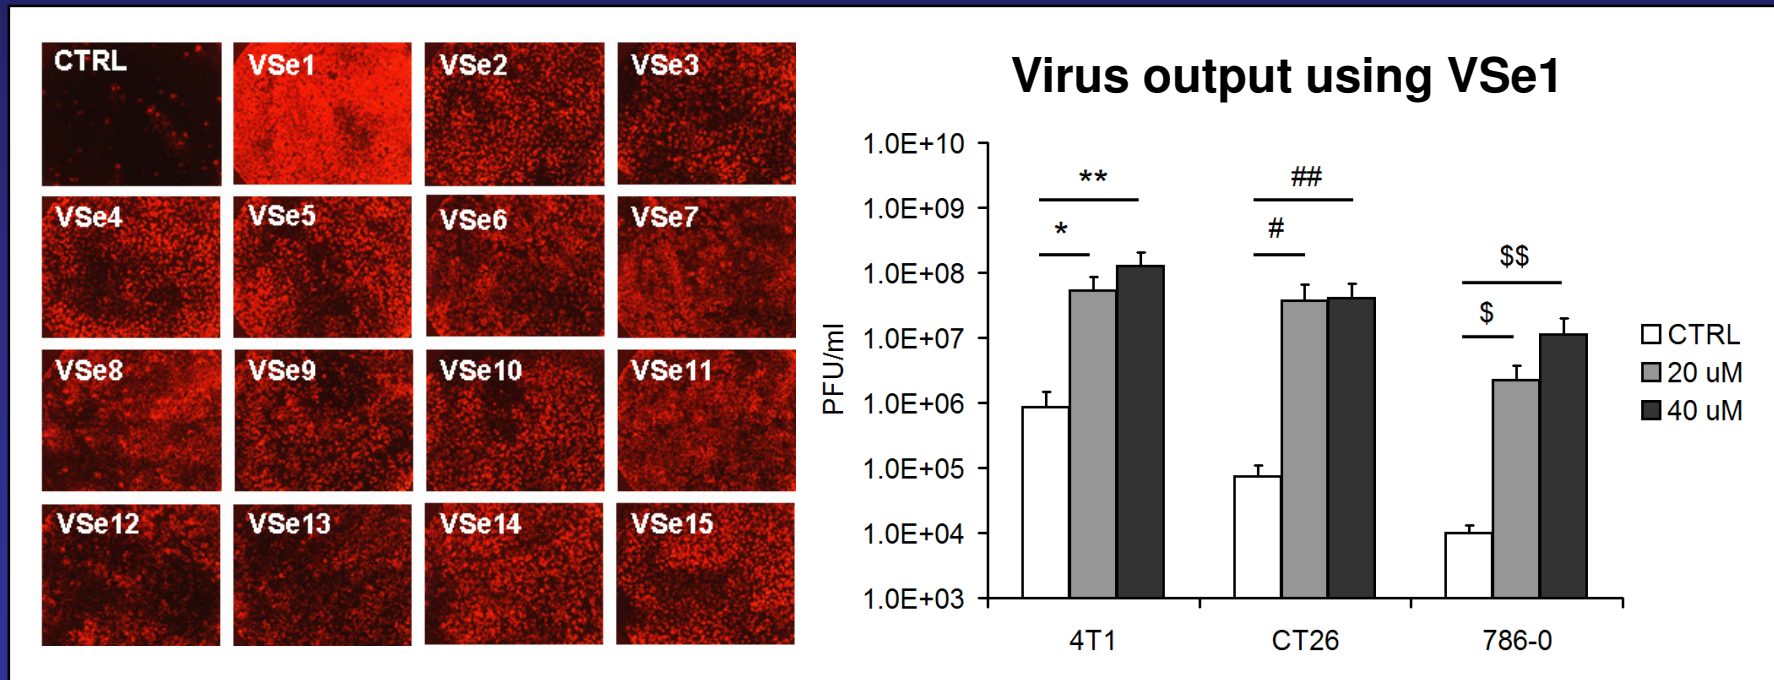 CTRL
VSe1
VSe2
VSe3
VSe4
VSe5
VSe6
VSe7
VSe8
VSe9
VSe10
VSe11
VSe12
VSe13
VSe14
VSe15
Virus output using VSe1
PFU/ml
1.0E+10
1.0E+09
1.0E+08
1.0E+07
1.0E+06
1.0E+05
1.0E+04
1.0E+03
**
*
##
#
$$
$
4T1
CT26
786-0
CTRL
20 uM
40 uM